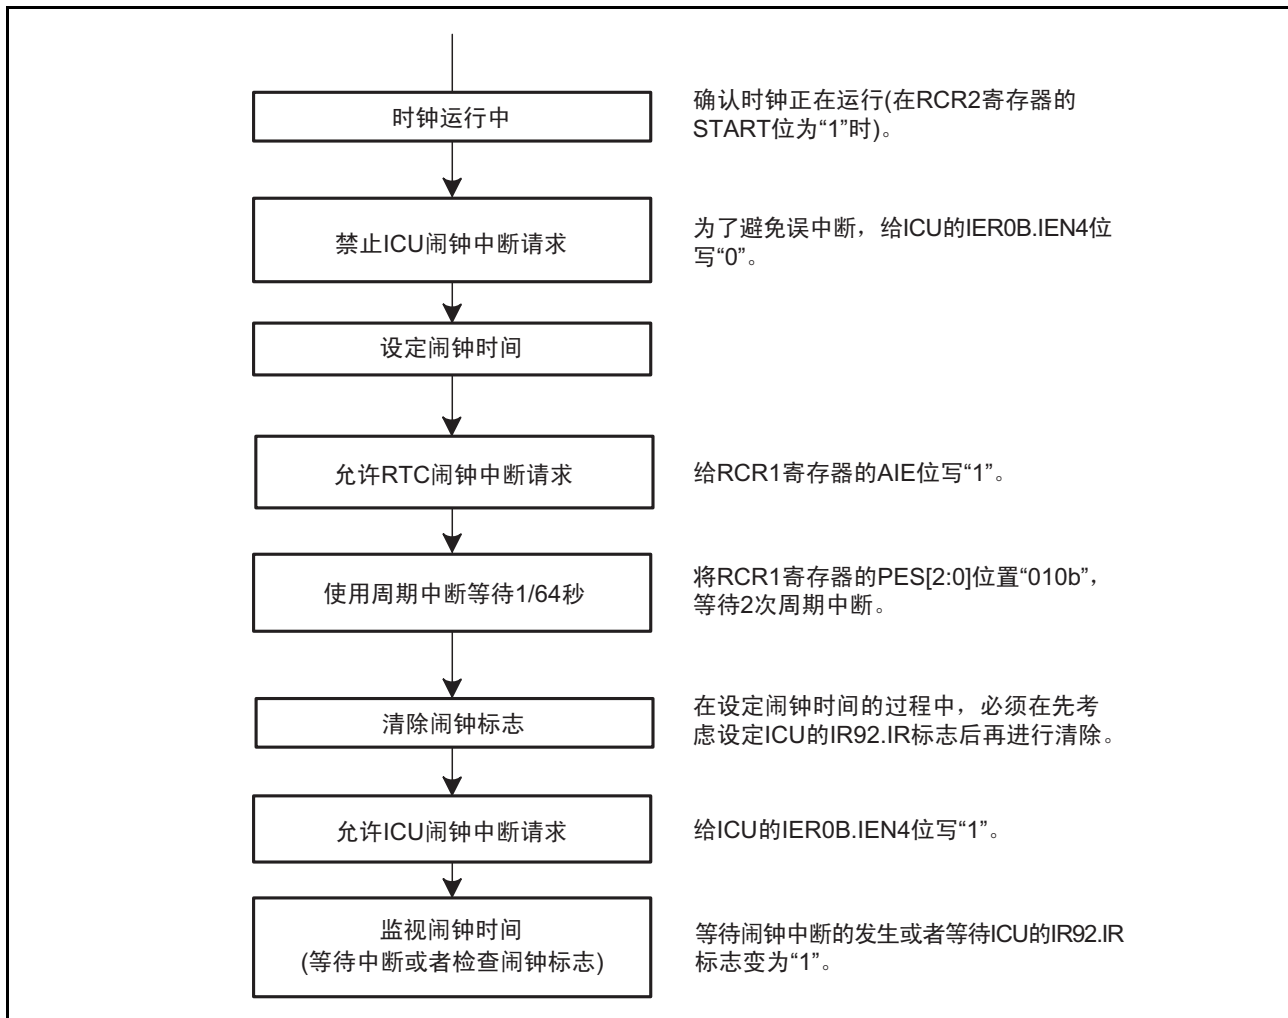 时钟运行中
确认时钟正在运行(在RCR2寄存器的
START位为“1”时)。
禁止ICU闹钟中断请求
为了避免误中断，给ICU的IER0B.IEN4位
写“0”。
设定闹钟时间
允许RTC闹钟中断请求
给RCR1寄存器的AIE位写“1”。
使用周期中断等待1/64秒
将RCR1寄存器的PES[2:0]位置“010b”，
等待2次周期中断。
清除闹钟标志
在设定闹钟时间的过程中，必须在先考
虑设定ICU的IR92.IR标志后再进行清除。
允许ICU闹钟中断请求
给ICU的IER0B.IEN4位写“1”。
监视闹钟时间
(等待中断或者检查闹钟标志)
等待闹钟中断的发生或者等待ICU的IR92.IR
标志变为“1”。